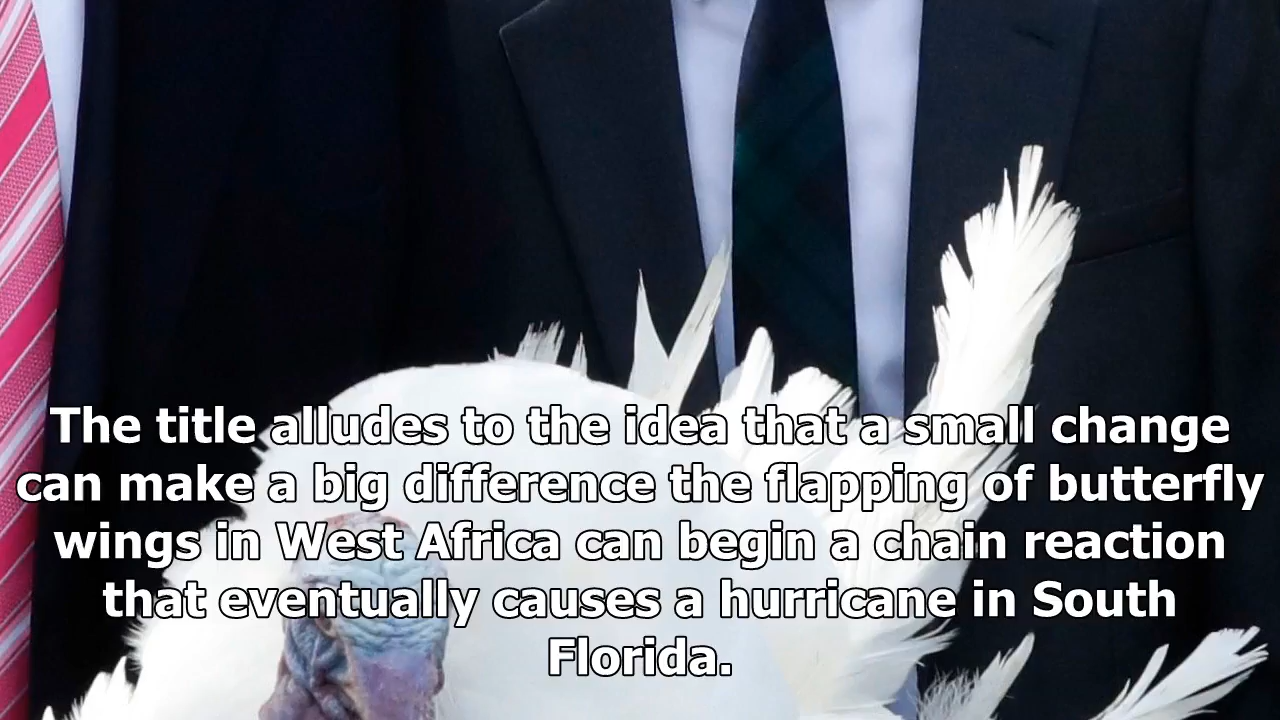 The title alludes to the idea that a small change
can make a big difference the flapping of butterfly
wings in West Africa can begin a chain reaction
that eventually causes a hurricane in South
Florida.